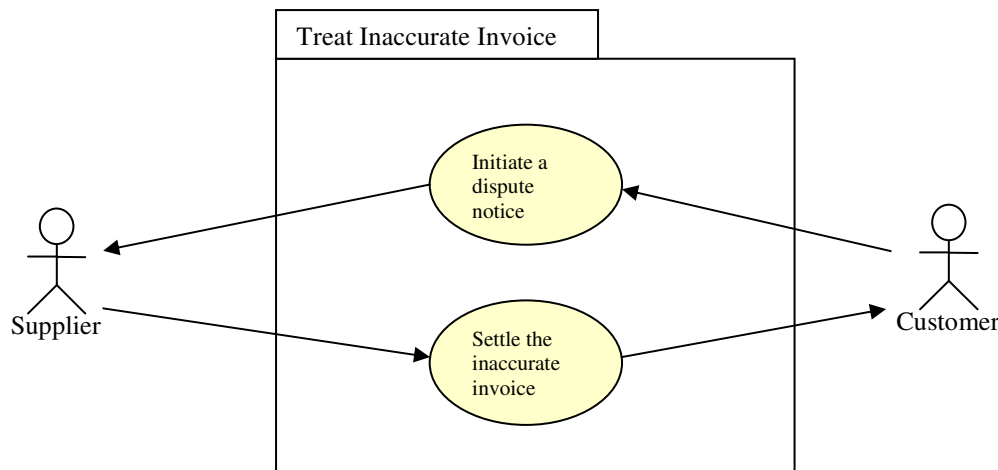 Treat Inaccurate Invoice
Initiate a
dispute
notice
Supplier
Customer
Settle the
inaccurate
invoice